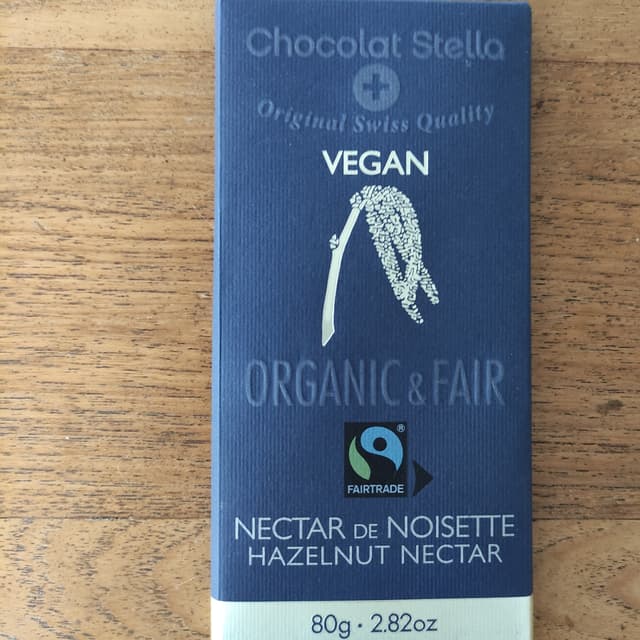 Chocolat Stella
Original Swiss Quality
VEGAN
ORGANIC & FAIR
®
FAIRTRADE
NECTAR DE NOISETTE
HAZELNUT NECTAR
80g · 2.82oz